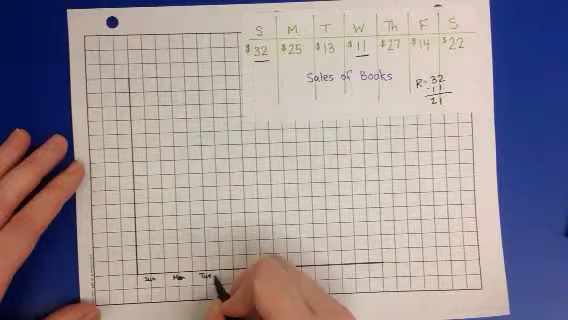 S M T W Th F S
$32 $25 $13 $11 $27 $14 $22
Sales of Books
R= 32
-11
21
Sun Mon Tue